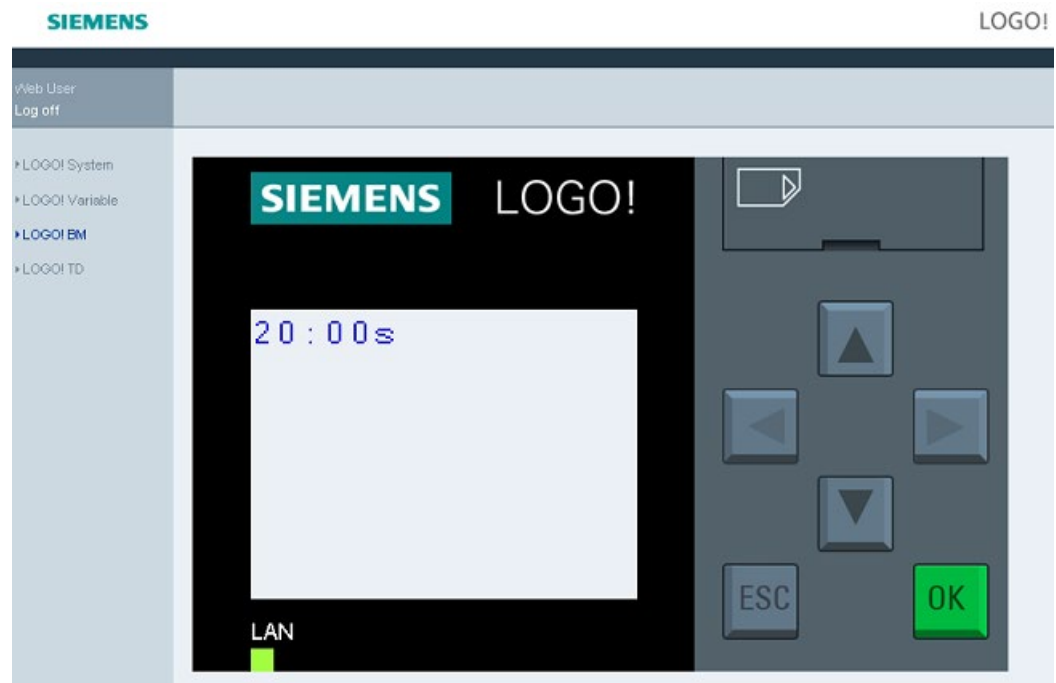 SIEMENS
LOGO!
Web User
Log off
LOGO! System
LOGO! Variable
LOGO! BM
LOGO! TD
SIEMENS LOGO!
20:00s
ESC
OK
LAN